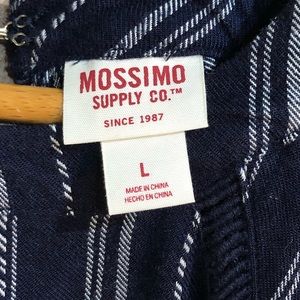 MOSSIMO
SUPPLY CO.™
SINCE 1987
L
MADE IN CHINA
HECHO EN CHINA